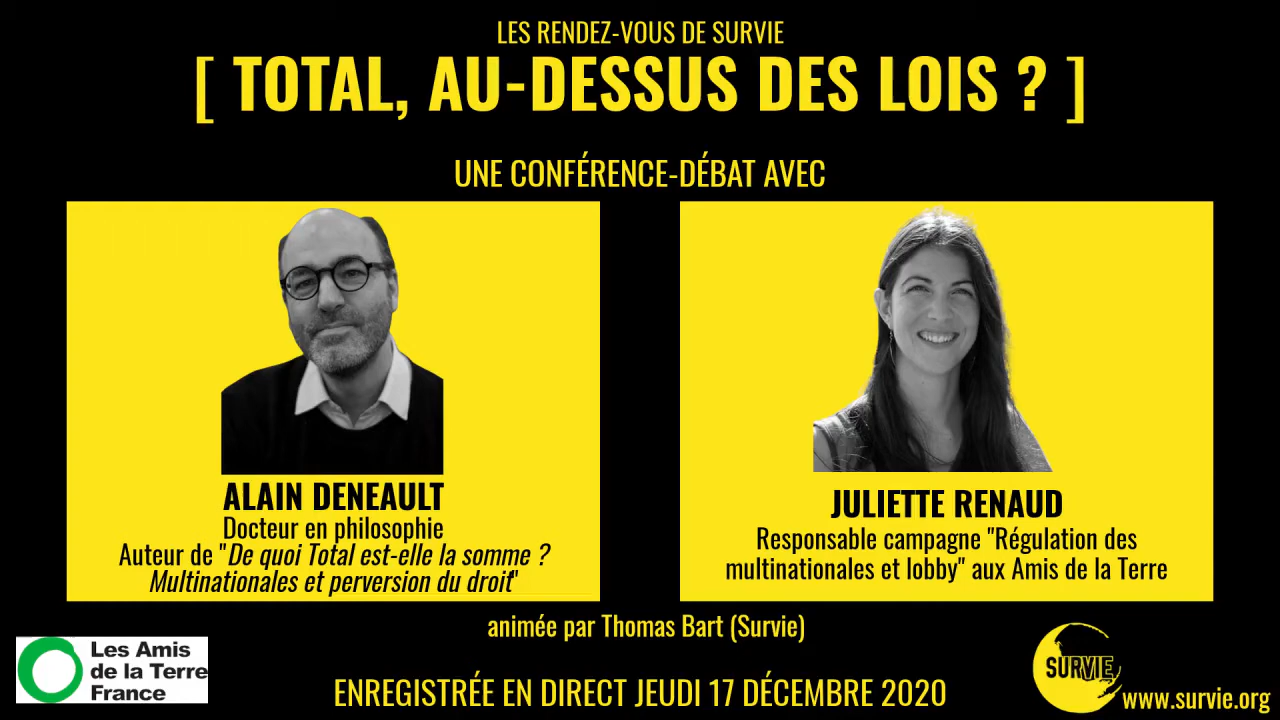 LES RENDEZ-VOUS DE SURVIE
[ TOTAL, AU-DESSUS DES LOIS ? ]
UNE CONFÉRENCE-DÉBAT AVEC
ALAIN DENEAULT
Docteur en philosophie
Auteur de "De quoi Total est-elle la somme ?
Multinationales et perversion du droit"
JULIETTE RENAUD
Responsable campagne "Régulation des
multinationales et lobby" aux Amis de la Terre
animée par Thomas Bart (Survie)
Les Amis
de la Terre
France
ENREGISTRÉE EN DIRECT JEUDI 17 DÉCEMBRE 2020
SURVIE
www.survie.org